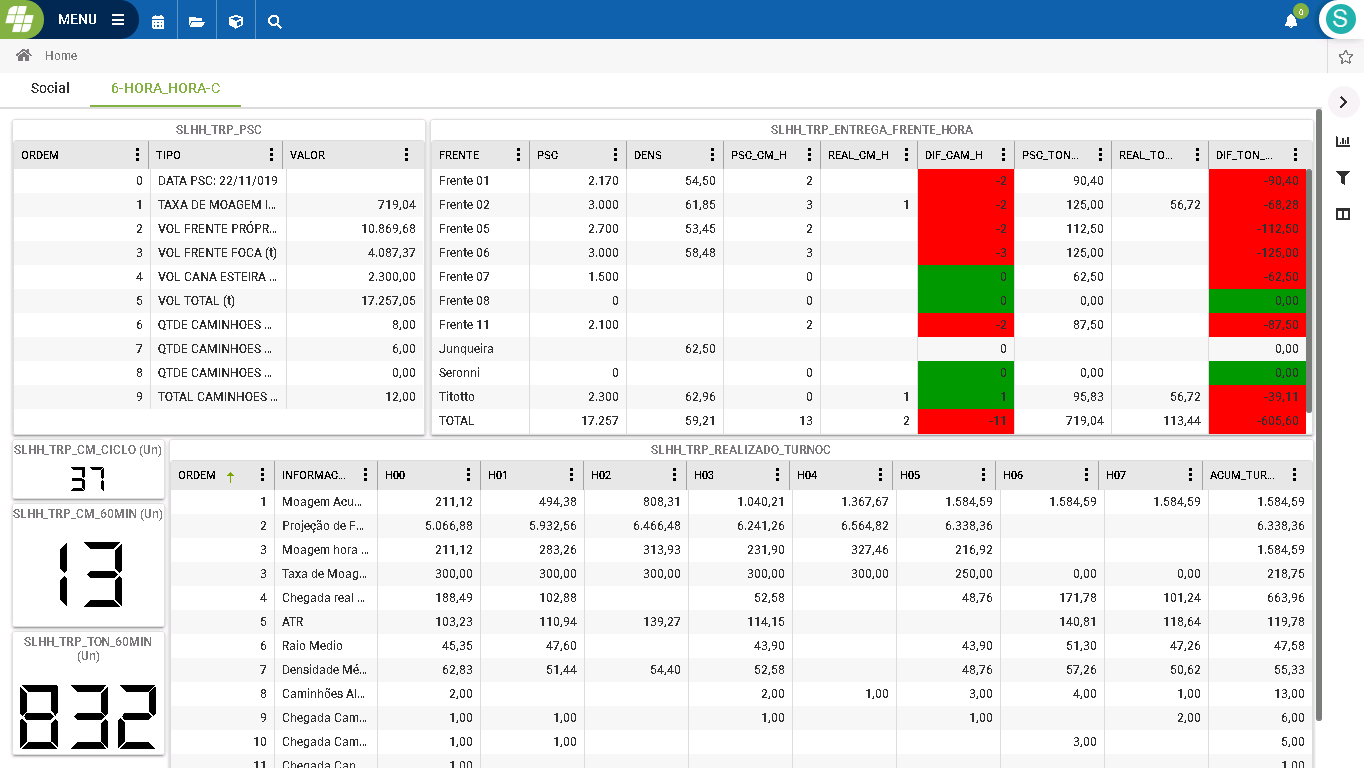 MENU
0
S
Home
Social 6-HORA_HORA-C
SLHH_TRP_PSC
ORDEM TIPO VALOR
0 DATA PSC: 22/11/019
1 TAXA DE MOAGEM I... 719,04
2 VOL FRENTE PRÓPR... 10.869,68
3 VOL FRENTE FOCA (t) 4.087,37
4 VOL CANA ESTEIRA ... 2.300,00
5 VOL TOTAL (t) 17.257,05
6 QTDE CAMINHOES ... 8,00
7 QTDE CAMINHOES ... 6,00
8 QTDE CAMINHOES ... 0,00
9 TOTAL CAMINHOES ... 12,00
SLHH_TRP_ENTREGA_FRENTE_HORA
FRENTE PSC DENS PSC_CM_H REAL_CM_H DIF_CAM_H PSC_TON... REAL_TO... DIF_TON_...
Frente 01 2.170 54,50 2 -2 90,40 -90,40
Frente 02 3.000 61,85 3 1 -2 125,00 56,72 -68,28
Frente 05 2.700 53,45 2 -2 112,50 -112,50
Frente 06 3.000 58,48 3 -3 125,00 -125,00
Frente 07 1.500 0 0 62,50 -62,50
Frente 08 0 0 0 0,00 0,00
Frente 11 2.100 2 -2 87,50 -87,50
Junqueira 62,50 0 0,00
Seronni 0 0 0 0,00 0,00
Titotto 2.300 62,96 0 1 1 95,83 56,72 -39,11
TOTAL 17.257 59,21 13 2 -11 719,04 113,44 -605,60
SLHH_TRP_CM_CICLO (Un)
37
SLHH_TRP_CM_60MIN (Un)
13
SLHH_TRP_TON_60MIN
(Un)
832
SLHH_TRP_REALIZADO_TURNOC
ORDEM INFORMAC... H00 H01 H02 H03 H04 H05 H06 H07 ACUM_TUR...
1 Moagem Acu... 211,12 494,38 808,31 1.040,21 1.367,67 1.584,59 1.584,59 1.584,59 1.584,59
2 Projeção de F... 5.066,88 5.932,56 6.466,48 6.241,26 6.564,82 6.338,36 6.338,36
3 Moagem hora ... 211,12 283,26 313,93 231,90 327,46 216,92 1.584,59
3 Taxa de Moag... 300,00 300,00 300,00 300,00 300,00 250,00 0,00 0,00 218,75
4 Chegada real ... 188,49 102,88 52,58 48,76 171,78 101,24 663,96
5 ATR 103,23 110,94 139,27 114,15 140,81 118,64 119,78
6 Raio Medio 45,35 47,60 43,90 43,90 51,30 47,26 47,58
7 Densidade Mé... 62,83 51,44 54,40 52,58 48,76 57,26 50,62 55,33
8 Caminhões Al... 2,00 2,00 1,00 3,00 4,00 1,00 13,00
9 Chegada Cam... 1,00 1,00 1,00 1,00 2,00 6,00
10 Chegada Cam... 1,00 1,00 3,00 5,00
11 Chegada Can... 1,00 1,00